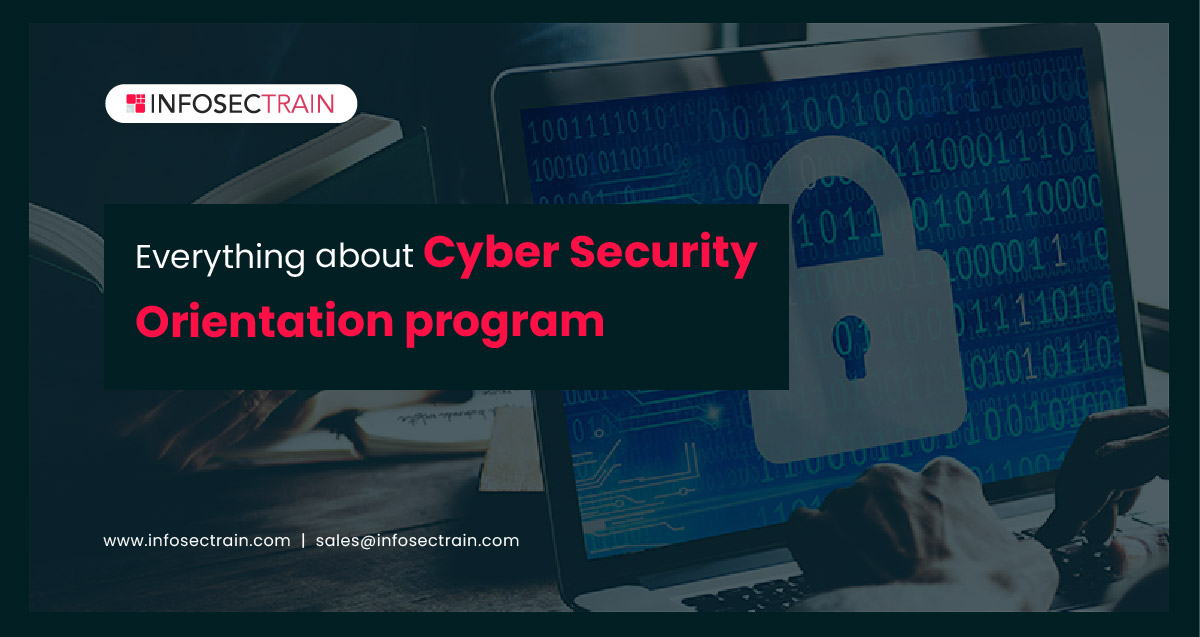 INFOSECTRAIN
Everything about Cyber Security
Orientation program
www.infosectrain.com | sales@infosectrain.com